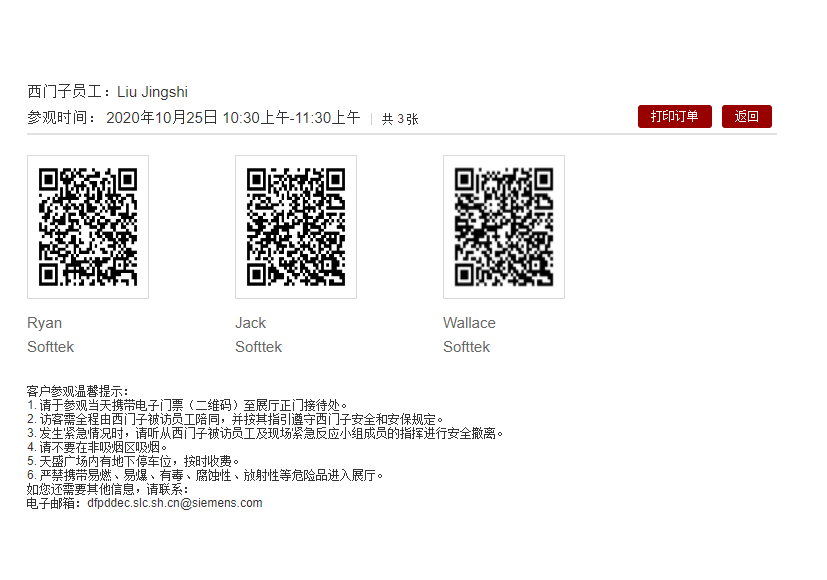 西门子员工：Liu Jingshi
参观时间： 2020年10月25日 10:30上午-11:30上午 | 共 3 张
打印订单 返回
Ryan Jack Wallace
Softtek Softtek Softtek
客户参观温馨提示：
1. 请于参观当天携带电子门票（二维码）至展厅正门接待处。
2. 访客需全程由西门子被访员工陪同，并按其指引遵守西门子安全和安保规定。
3. 发生紧急情况时，请听从西门子被访员工及现场紧急反应小组成员的指挥进行安全撤离。
4. 请不要在非吸烟区吸烟。
5. 天盛广场内有地下停车位，按时收费。
6. 严禁携带易燃、易爆、有毒、腐蚀性、放射性等危险品进入展厅。
如您还需要其他信息，请联系：
电子邮箱：dfpddec.slc.sh.cn@siemens.com